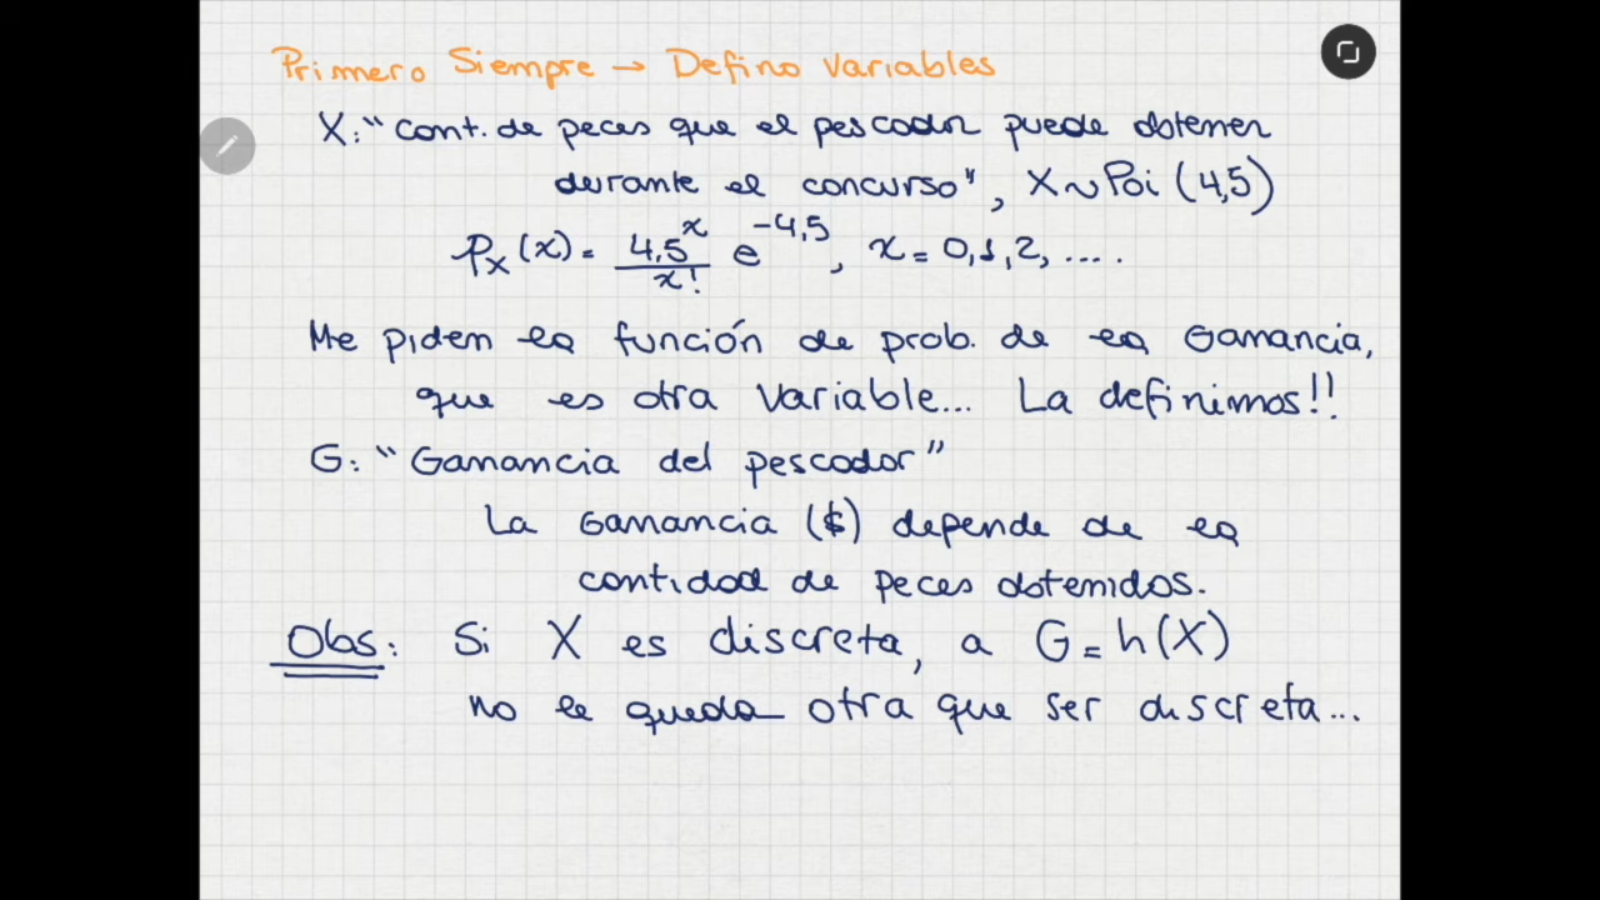 Primero Siempre → Defino Variables
X: "cant. de peces que el pescador puede obtener
durante el concurso", X ~ Poi (4,5)
p_X(x) = 4,5^x / x! e^-4,5, x = 0,1,2, ....
Me piden la función de prob. de la Ganancia,
que es otra Variable... La definimos!!
G: "Ganancia del pescador"
La Ganancia ($) depende de la
cantidad de peces obtenidos.
Obs: Si X es discreta, a G = h(X)
no le queda otra que ser discreta...